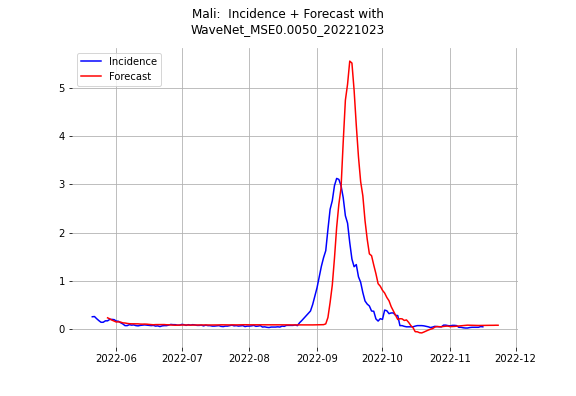 Mali:  Incidence + Forecast with
WaveNet_MSE0.0050_20221023
Incidence
Forecast
5
4
3
2
1
0
2022-06 2022-07 2022-08 2022-09 2022-10 2022-11 2022-12